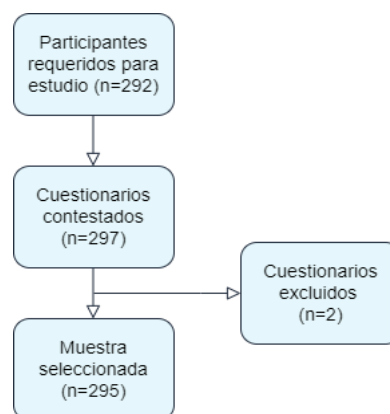 Participantes
requeridos para
estudio (n=292)
Cuestionarios
contestados
(n=297)
Cuestionarios
excluidos
(n=2)
Muestra
seleccionada
(n=295)